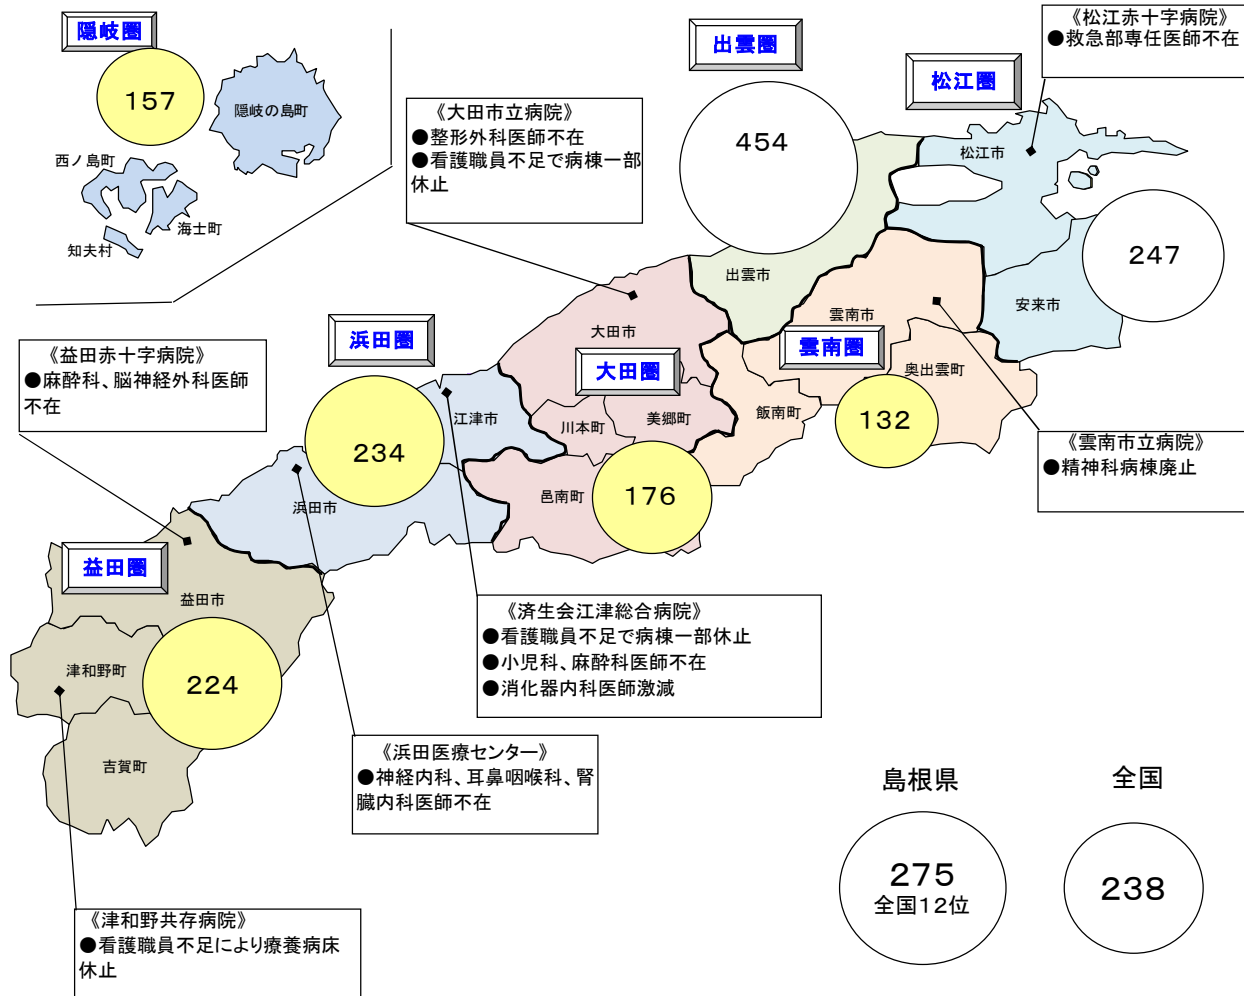 隠岐圏
157
隠岐の島町
西ノ島町
海士町
知夫村
出雲圏
454
出雲市
松江圏
《松江赤十字病院》
●救急部専任医師不在
松江市
247
安来市
《大田市立病院》
●整形外科医師不在
●看護職員不足で病棟一部
休止
大田市
大田圏
川本町
美郷町
邑南町
176
雲南圏
雲南市
奥出雲町
飯南町
132
《雲南市立病院》
●精神科病棟廃止
浜田圏
234
江津市
浜田市
《益田赤十字病院》
●麻酔科、脳神経外科医師
不在
益田圏
益田市
津和野町
224
吉賀町
《済生会江津総合病院》
●看護職員不足で病棟一部休止
●小児科、麻酔科医師不在
●消化器内科医師激減
《浜田医療センター》
●神経内科、耳鼻咽喉科、腎
臓内科医師不在
《津和野共存病院》
●看護職員不足により療養病床
休止
島根県
275
全国12位
全国
238